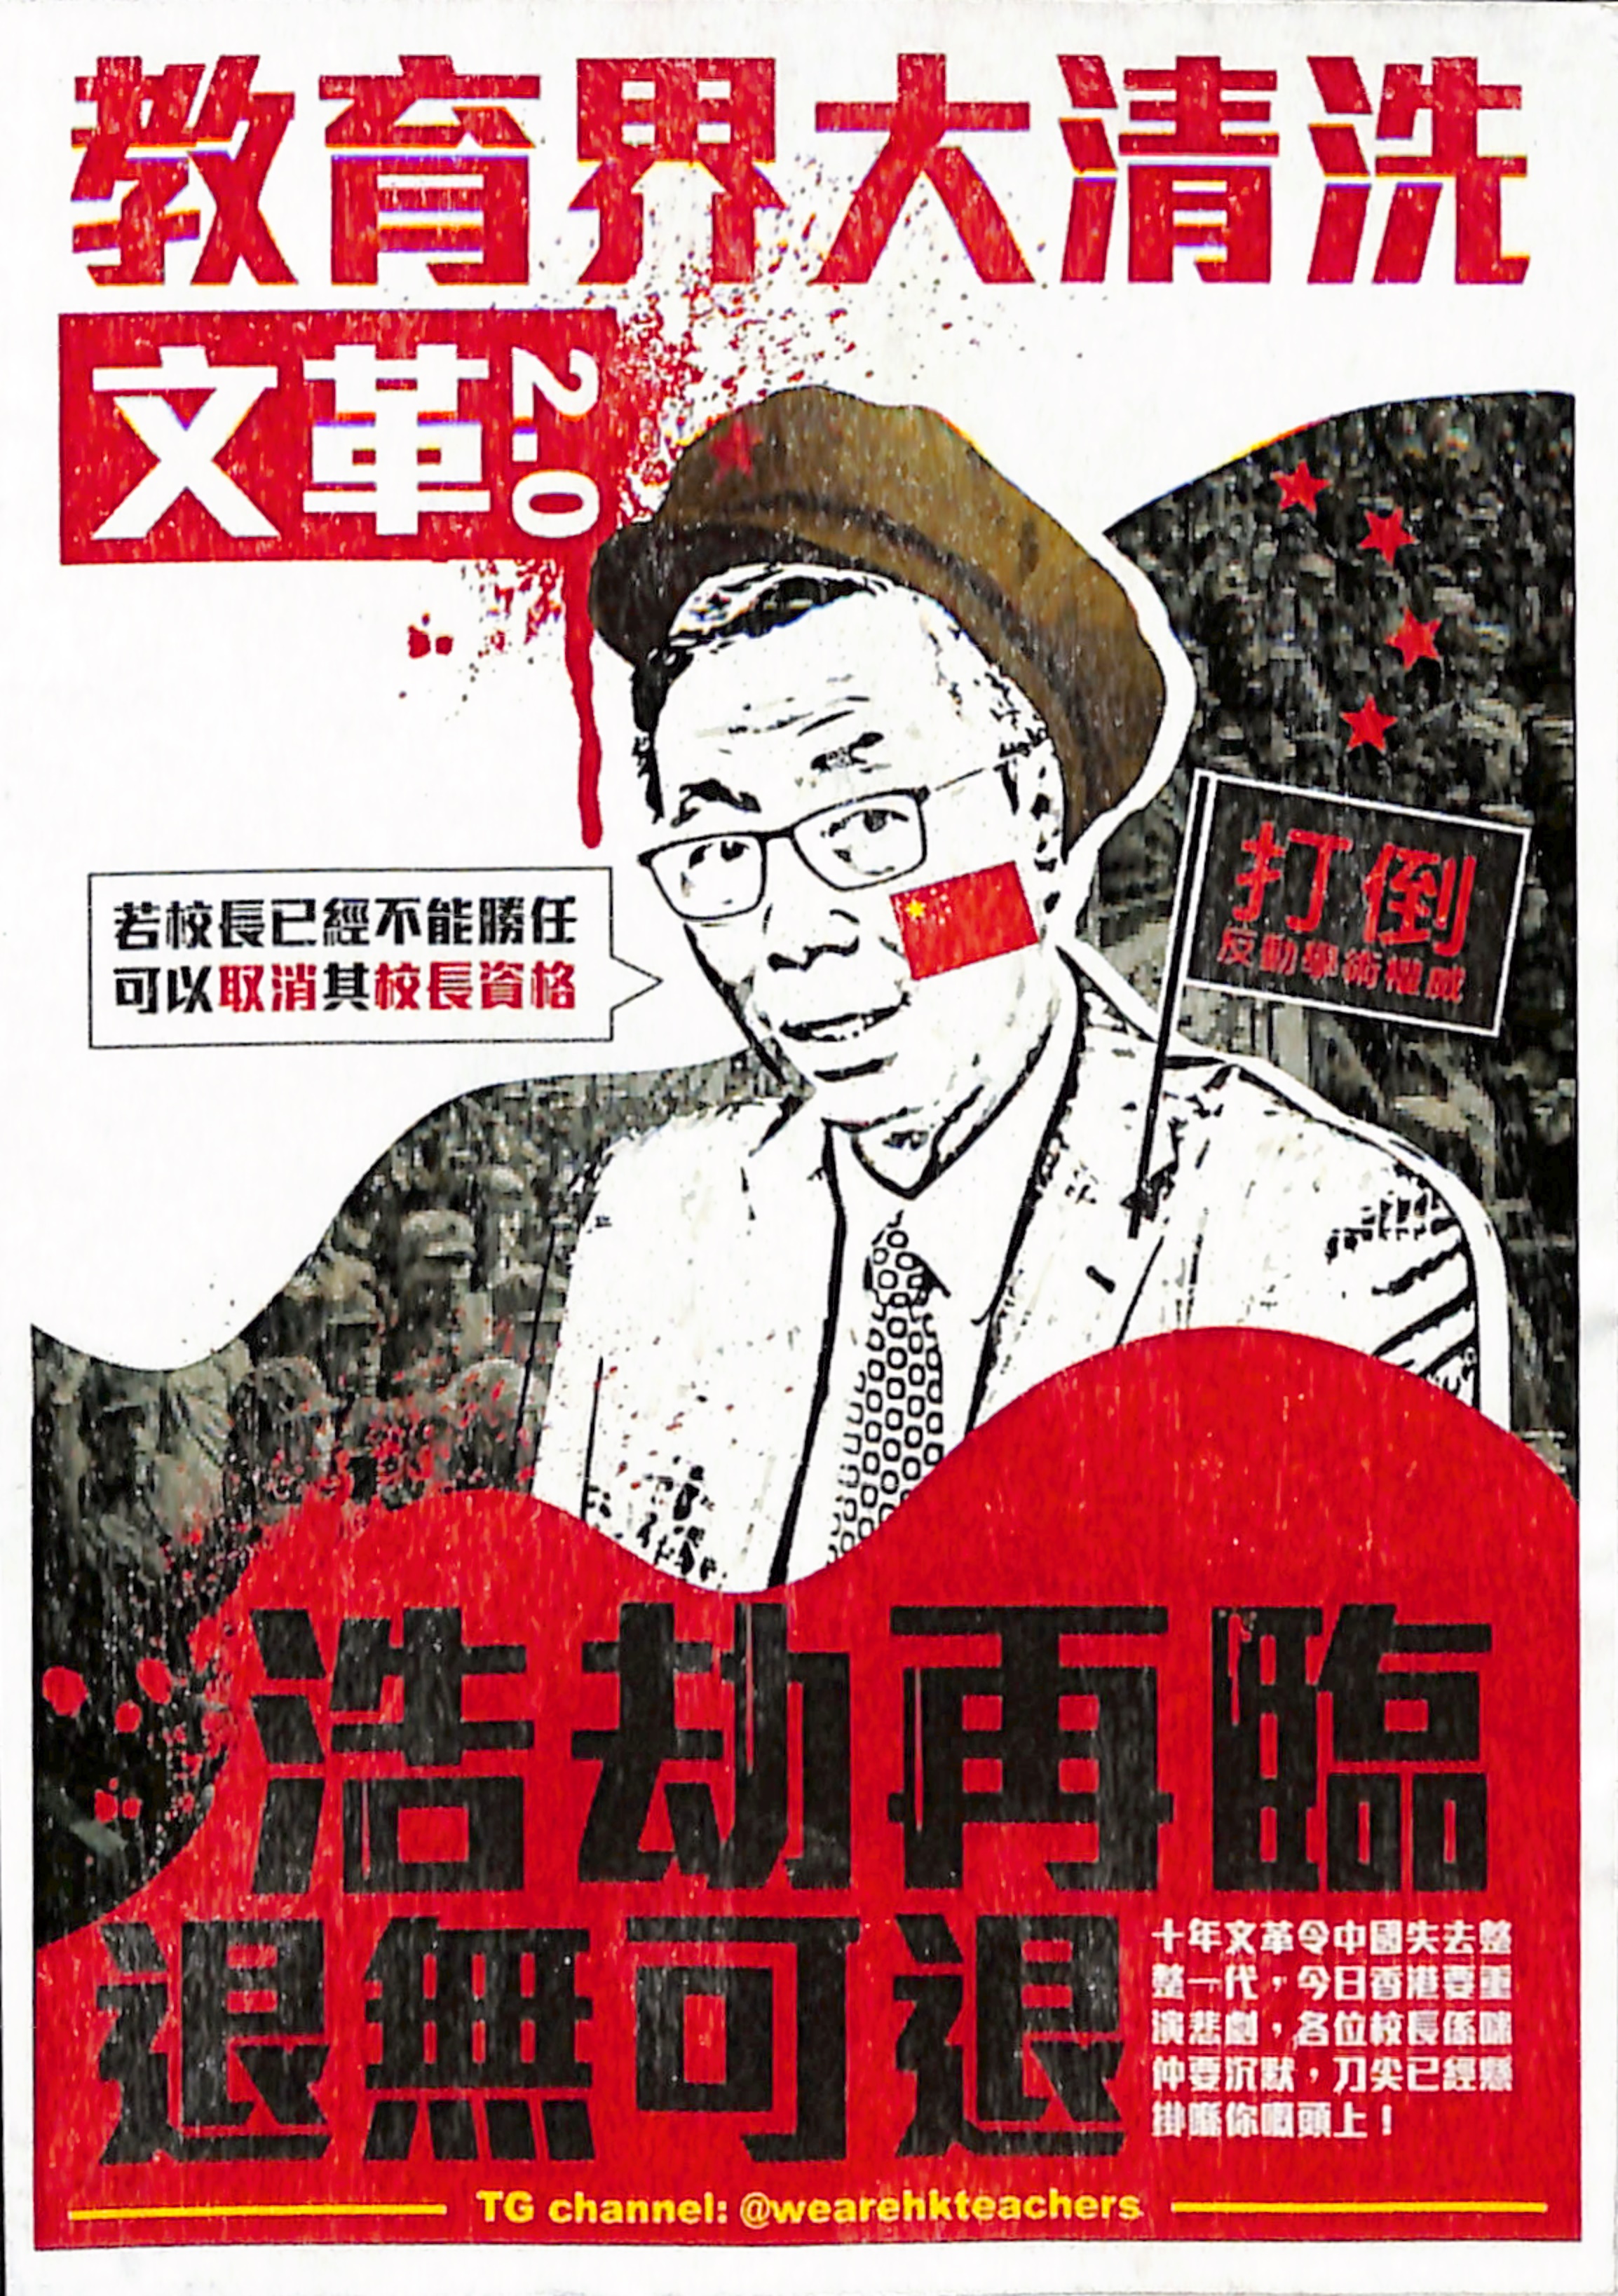 教育界大清洗
文革2.0
若校長已經不能勝任
可以取消其校長資格
打倒
反動學術權威
浩劫再臨
退無可退
十年文革令中國失去整
整一代，今日香港要重
演悲劇，各位校長係咪
仲要沉默，刀尖已經懸
掛喺你嘅頭上！
TG channel: @wearehkteachers